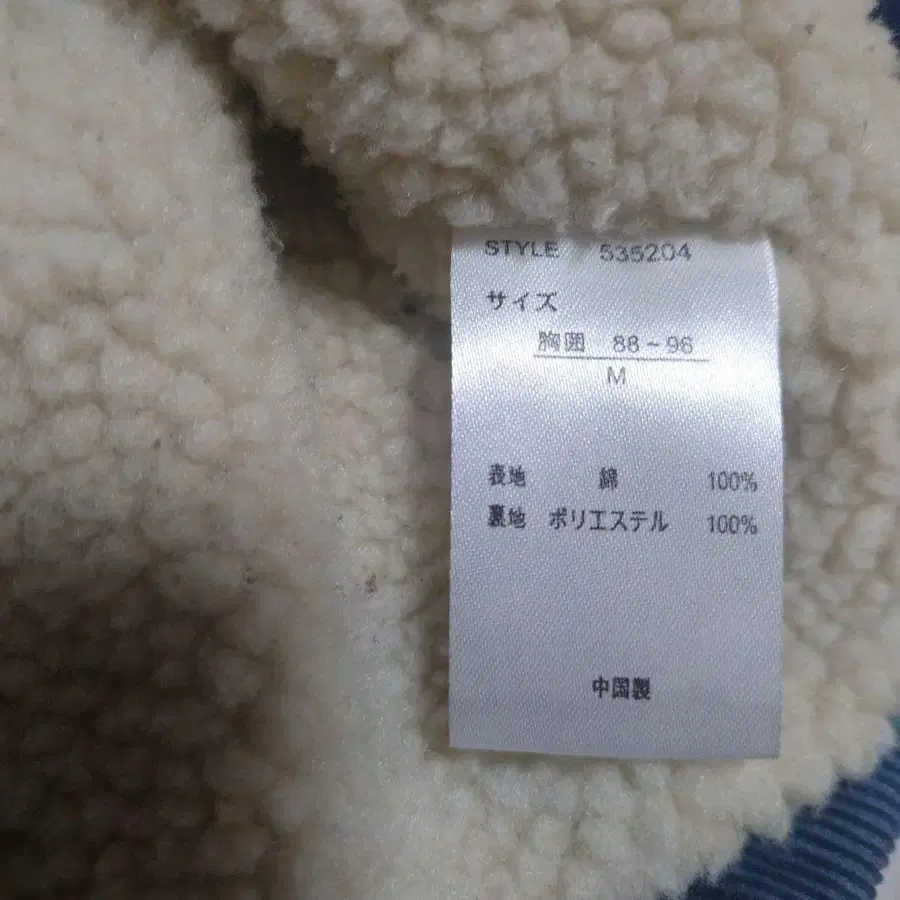 STYLE 535204
サイズ
胸囲 88~96
M
表地 綿 100%
裏地 ポリエステル 100%
中国製